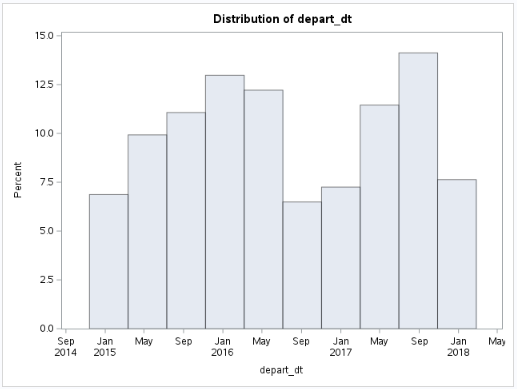 Distribution of depart_dt
15.0
12.5
10.0
7.5
5.0
2.5
0.0
Percent
Sep Jan May Sep Jan May Sep Jan May Sep Jan May
2014 2015 2016 2017 2018
depart_dt